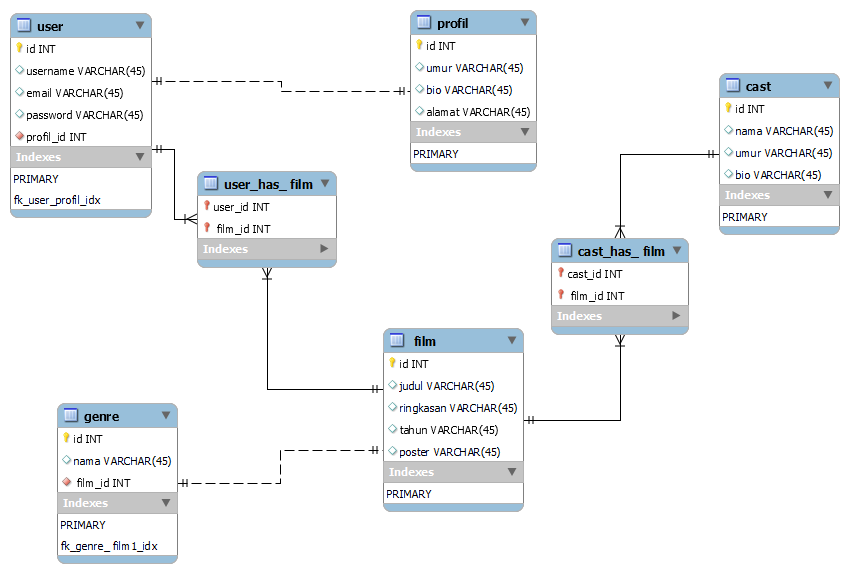 user
id INT
username VARCHAR(45)
email VARCHAR(45)
password VARCHAR(45)
profil_id INT
Indexes
PRIMARY
fk_user_profil_idx
profil
id INT
umur VARCHAR(45)
bio VARCHAR(45)
alamat VARCHAR(45)
Indexes
PRIMARY
cast
id INT
nama VARCHAR(45)
umur VARCHAR(45)
bio VARCHAR(45)
Indexes
PRIMARY
user_has_ film
user_id INT
film_id INT
Indexes
cast_has_ film
cast_id INT
film_id INT
Indexes
film
id INT
judul VARCHAR(45)
ringkasan VARCHAR(45)
tahun VARCHAR(45)
poster VARCHAR(45)
Indexes
PRIMARY
genre
id INT
nama VARCHAR(45)
film_id INT
Indexes
PRIMARY
fk_genre_ film1_idx